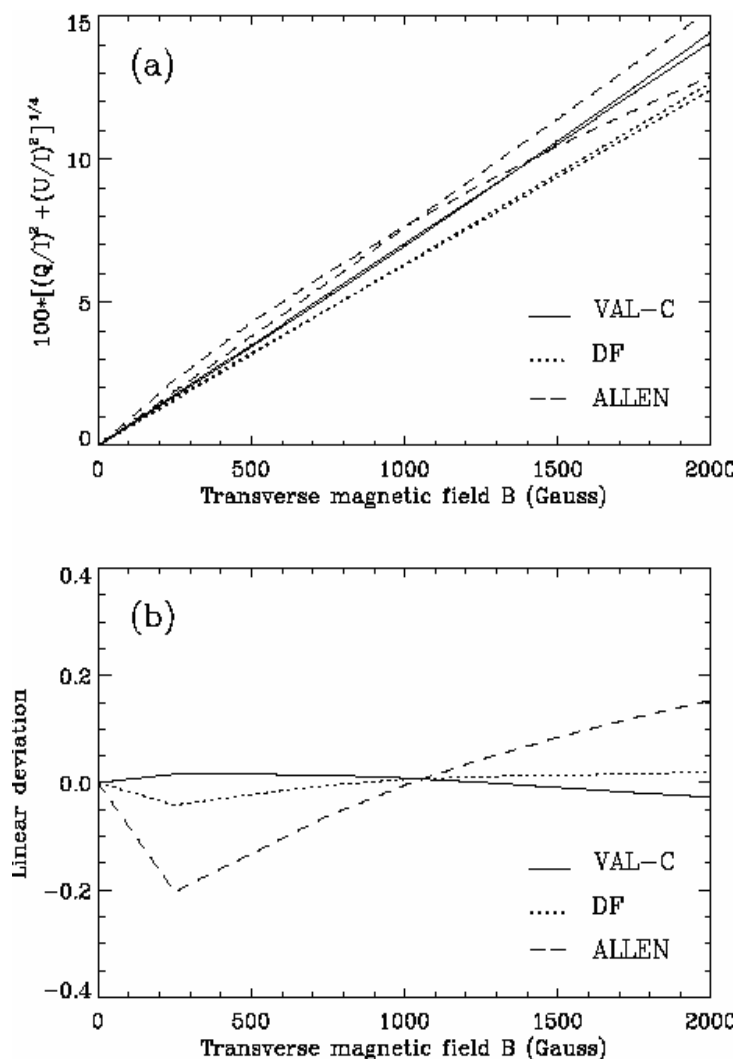 (a)
100*[(Q/I)² + (U/I)²]^1/4
15
10
5
0
VAL-C
DF
ALLEN
0 500 1000 1500 2000
Transverse magnetic field B (Gauss)
(b)
Linear deviation
0.4
0.2
0.0
-0.2
-0.4
VAL-C
DF
ALLEN
0 500 1000 1500 2000
Transverse magnetic field B (Gauss)